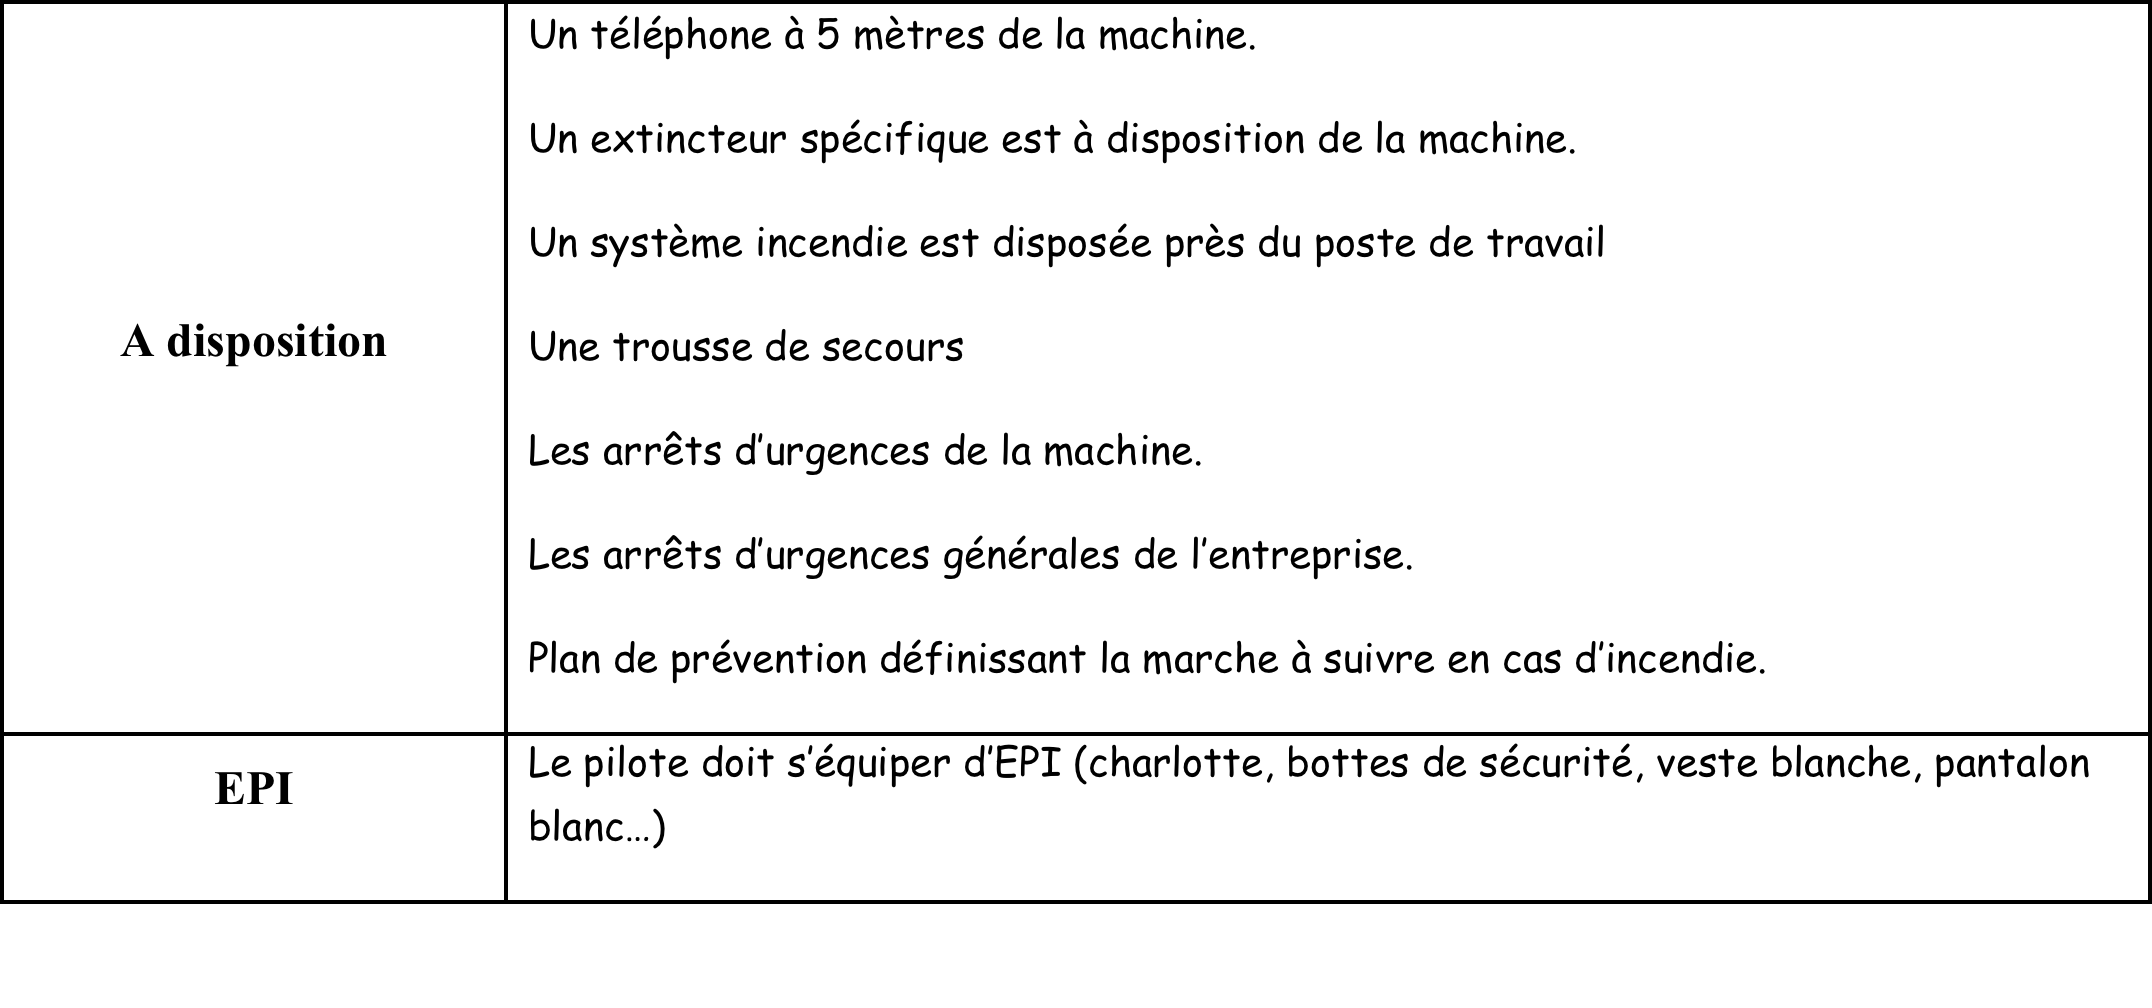 A disposition
Un téléphone à 5 mètres de la machine.
Un extincteur spécifique est à disposition de la machine.
Un système incendie est disposée près du poste de travail
Une trousse de secours
Les arrêts d’urgences de la machine.
Les arrêts d’urgences générales de l’entreprise.
Plan de prévention définissant la marche à suivre en cas d’incendie.
EPI
Le pilote doit s’équiper d’EPI (charlotte, bottes de sécurité, veste blanche, pantalon
blanc…)